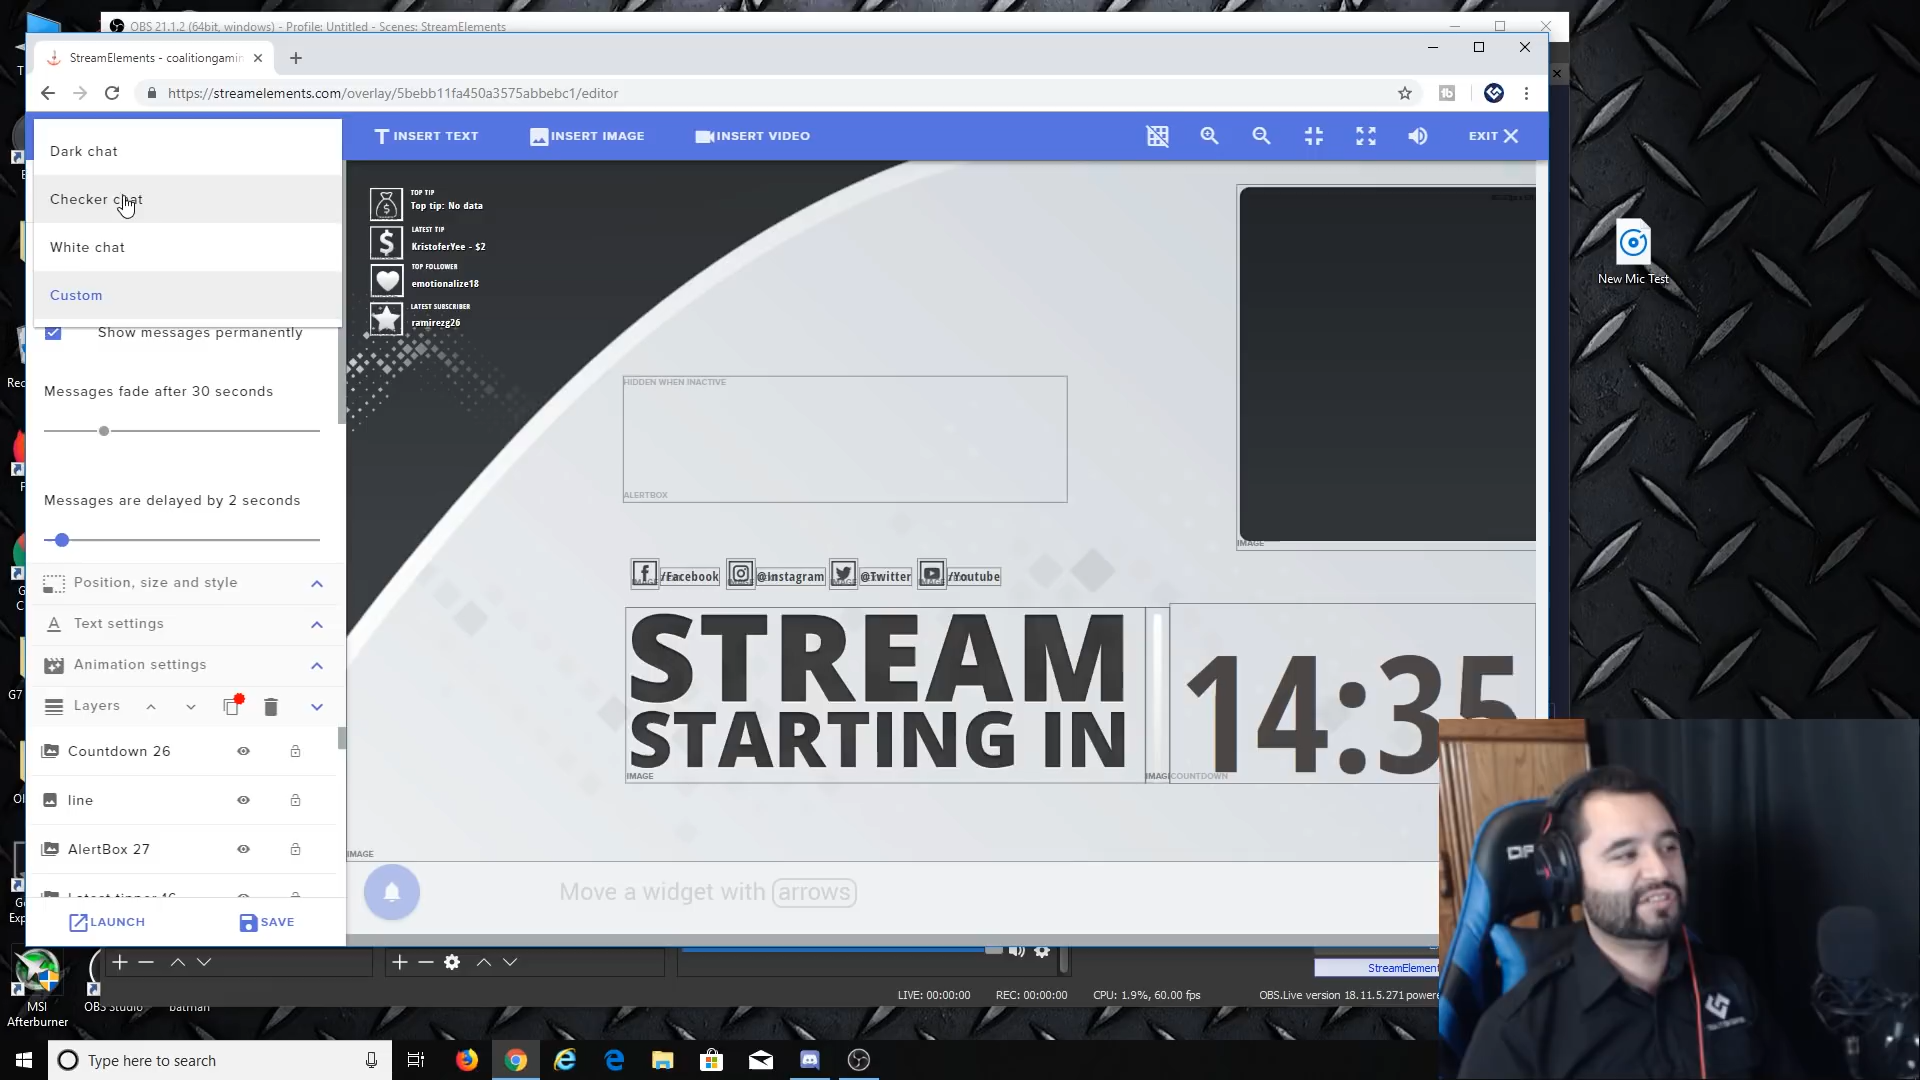 OBS 21.1.2 (64bit, windows) - Profile: Untitled - Scenes: StreamElements
StreamElements - coalitiongamin
https://streamelements.com/overlay/5bebb11fa450a3575abbebc1/editor
INSERT TEXT
INSERT IMAGE
INSERT VIDEO
EXIT
Dark chat
Checker chat
White chat
Custom
Show messages permanently
Messages fade after 30 seconds
Messages are delayed by 2 seconds
Position, size and style
Text settings
Animation settings
Layers
Countdown 26
line
AlertBox 27
LAUNCH
SAVE
TOP TIP
Top tip: No data
LATEST TIP
KristoferYee - $2
TOP FOLLOWER
emotionalize18
LATEST SUBSCRIBER
ramirezg26
HIDDEN WHEN INACTIVE
ALERTBOX
IMAGE
/Facebook
@Instagram
@Twitter
/Youtube
STREAM
STARTING IN
14:35
IMAGE
IMAGE
COUNTDOWN
IMAGE
Move a widget with arrows
New Mic Test
StreamElement
LIVE: 00:00:00
REC: 00:00:00
CPU: 1.9%, 60.00 fps
OBS.Live version 18.11.5.271 powere
MSI
Afterburner
OBS Studio
batman
Type here to search